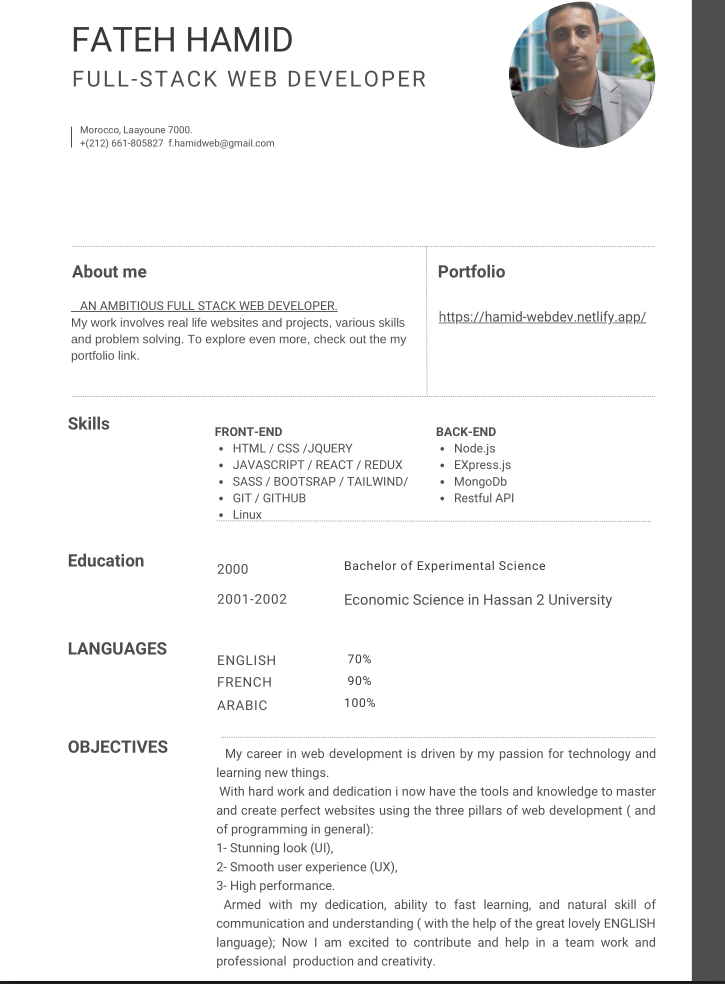 FATEH HAMID
FULL-STACK WEB DEVELOPER
Morocco, Laayoune 7000.
+(212) 661-805827 f.hamidweb@gmail.com
About me
AN AMBITIOUS FULL STACK WEB DEVELOPER.
My work involves real life websites and projects, various skills
and problem solving. To explore even more, check out the my
portfolio link.
Portfolio
https://hamid-webdev.netlify.app/
Skills
FRONT-END
• HTML / CSS /JQUERY
• JAVASCRIPT / REACT / REDUX
• SASS / BOOTSRAP / TAILWIND/
• GIT / GITHUB
• Linux
BACK-END
• Node.js
• EXpress.js
• MongoDb
• Restful API
Education
2000 Bachelor of Experimental Science
2001-2002 Economic Science in Hassan 2 University
LANGUAGES
ENGLISH 70%
FRENCH 90%
ARABIC 100%
OBJECTIVES
My career in web development is driven by my passion for technology and
learning new things.
With hard work and dedication i now have the tools and knowledge to master
and create perfect websites using the three pillars of web development ( and
of programming in general):
1- Stunning look (UI),
2- Smooth user experience (UX),
3- High performance.
Armed with my dedication, ability to fast learning, and natural skill of
communication and understanding ( with the help of the great lovely ENGLISH
language); Now I am excited to contribute and help in a team work and
professional production and creativity.